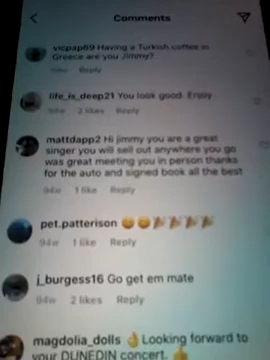 Comments
vicpap69 Having a Turkish coffee in
Greece are you Jimmy?
Reply
life_is_deep21 You look good. Enjoy
94w 2 likes Reply
mattdapp2 Hi jimmy you are a great
singer you will sell out anywhere you go
was great meeting you in person thanks
for the auto and signed book all the best
94w 1 like Reply
pet.patterison 😀😀🎉🎉🎉🎉
94w 1 like Reply
j_burgess16 Go get em mate
94w 2 likes Reply
magdolia_dolls 👌Looking forward to
your DUNEDIN concert. 👍